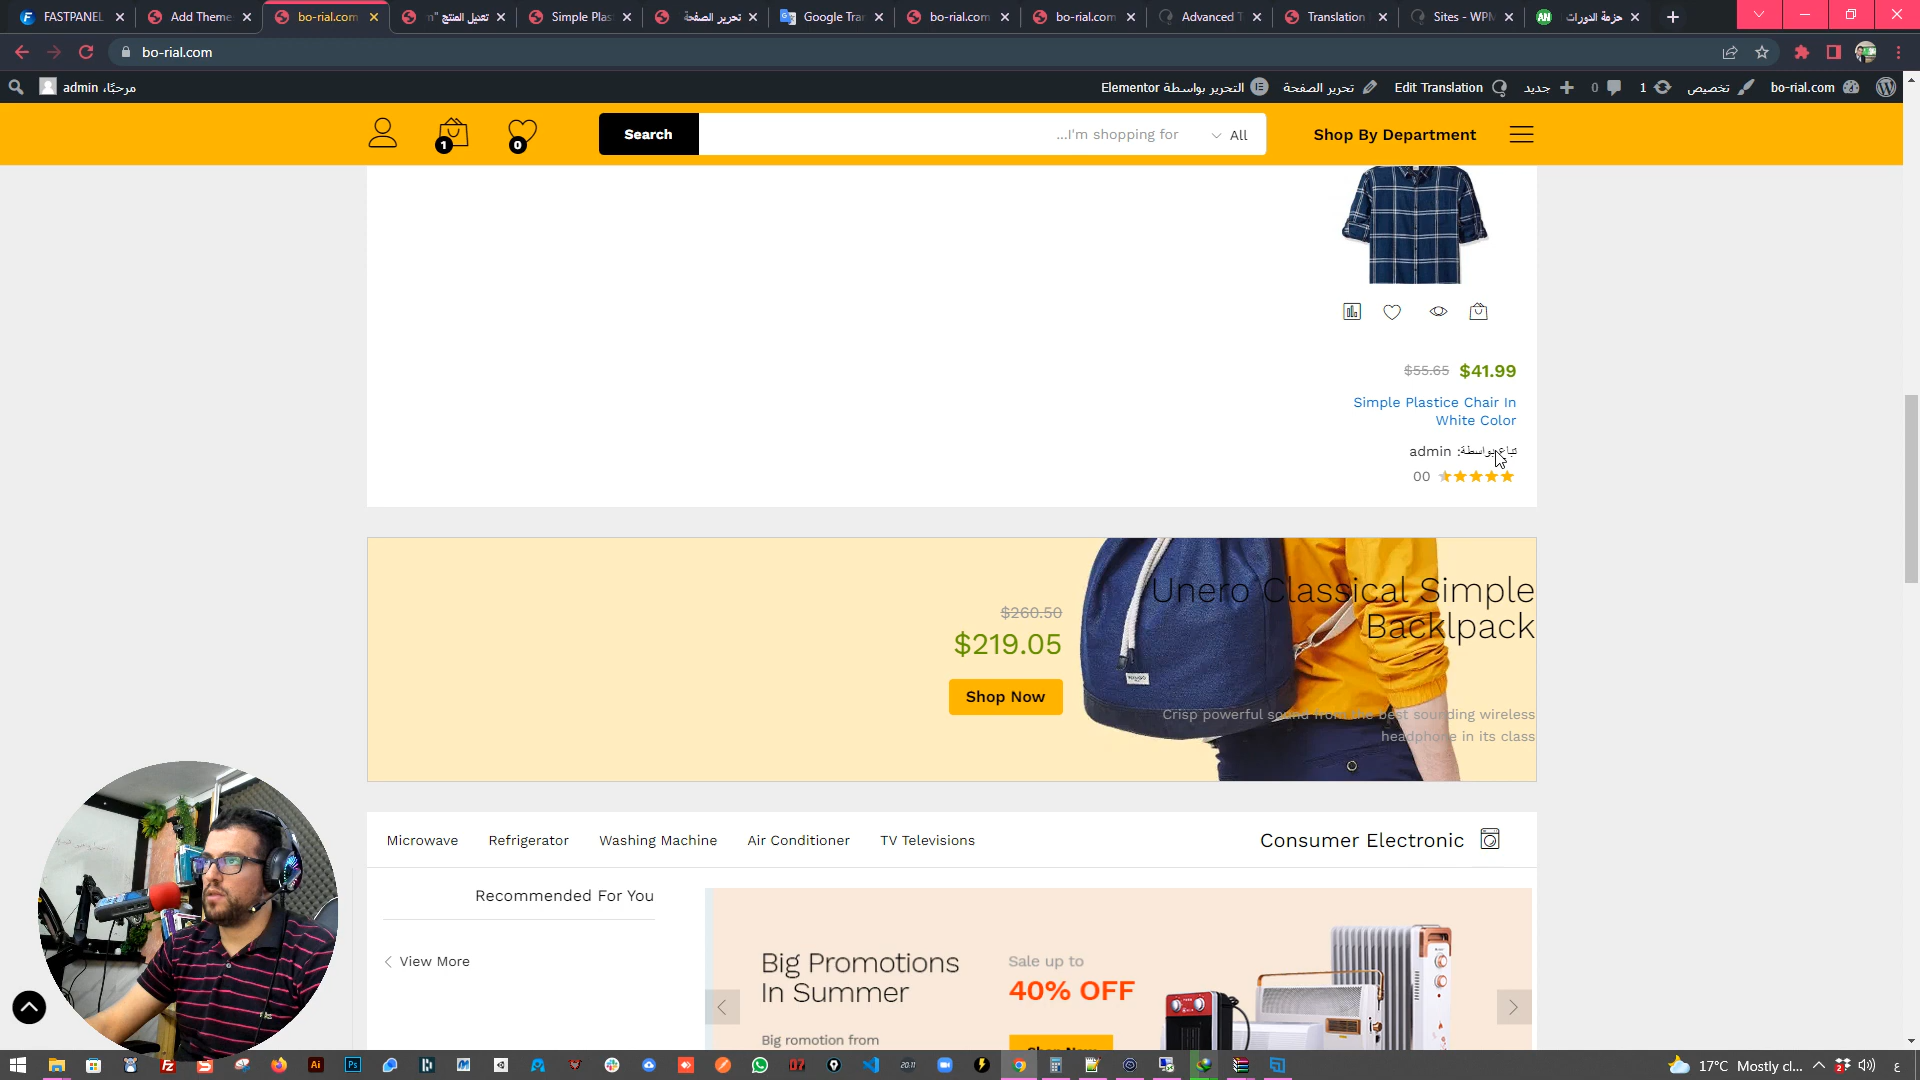 FASTPANEL
Add Theme
bo-rial.com
تعديل المنتج "n
Simple Plas
تحرير الصفحة
Google Tra
bo-rial.com
bo-rial.com
Advanced T
Translation
Sites - WPM
حزمة الدورات
bo-rial.com
مرحبًا، admin
التحرير بواسطة Elementor
تحرير الصفحة
Edit Translation
جديد
0
1
تخصيص
bo-rial.com
1
0
Search
I'm shopping for...
All
Shop By Department
$55.65 $41.99
Simple Plastice Chair In
White Color
تباع بواسطة: admin
00
Unero Classical Simple
Backlpack
$260.50
$219.05
Shop Now
Crisp powerful sound from the best sounding wireless
headphone in its class
Microwave
Refrigerator
Washing Machine
Air Conditioner
TV Televisions
Consumer Electronic
Recommended For You
View More
Big Promotions
In Summer
Sale up to
40% OFF
Big romotion from
Shop Now
17°C Mostly cl...
ع